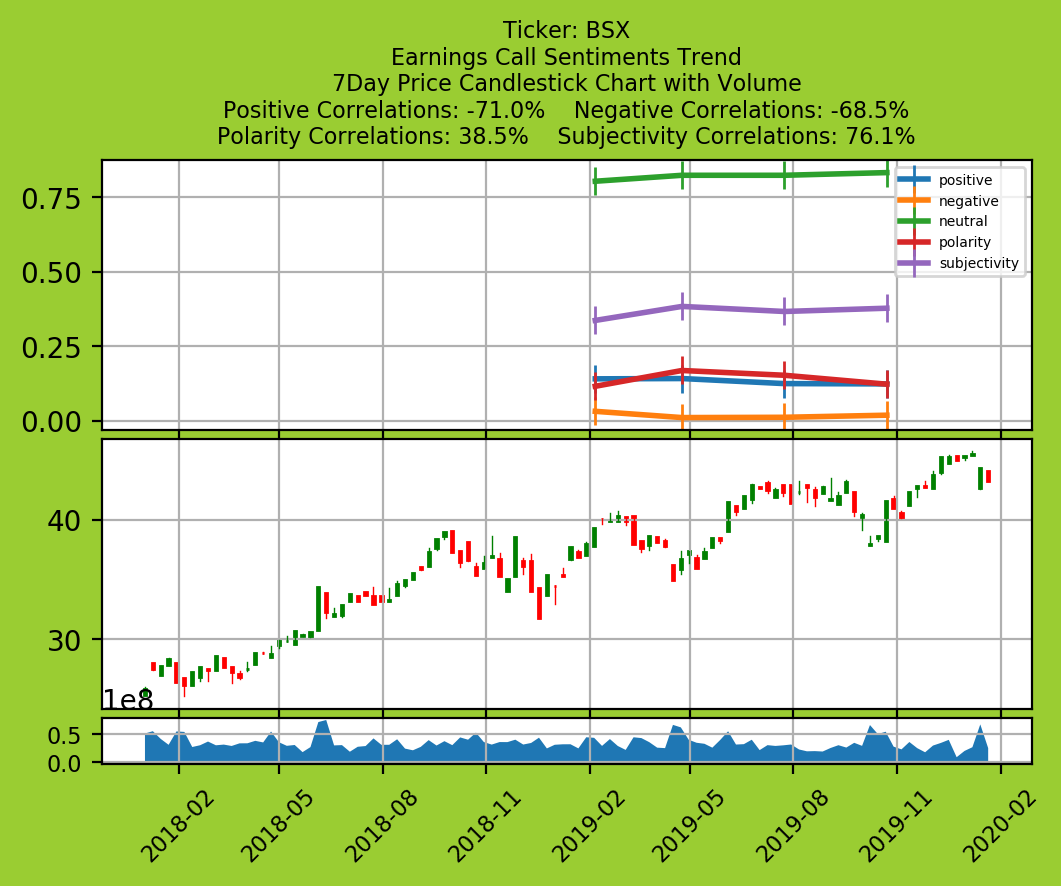 Ticker: BSX
Earnings Call Sentiments Trend
7Day Price Candlestick Chart with Volume
Positive Correlations: -71.0%    Negative Correlations: -68.5%
Polarity Correlations: 38.5%    Subjectivity Correlations: 76.1%
0.75
0.50
0.25
0.00
positive
negative
neutral
polarity
subjectivity
40
30
1e8
0.5
0.0
2018-02
2018-05
2018-08
2018-11
2019-02
2019-05
2019-08
2019-11
2020-02